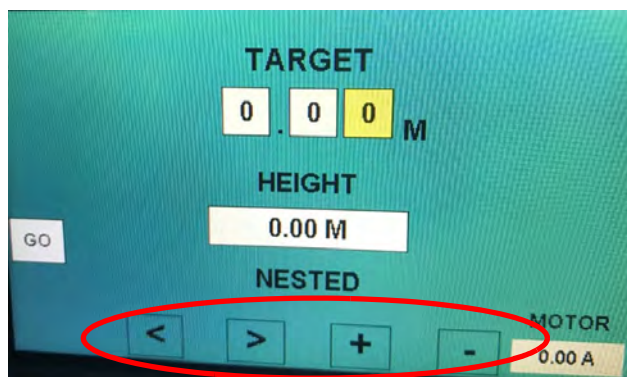 TARGET
0 . 0 0 M
HEIGHT
0.00 M
GO
NESTED
< > + -
MOTOR
0.00 A